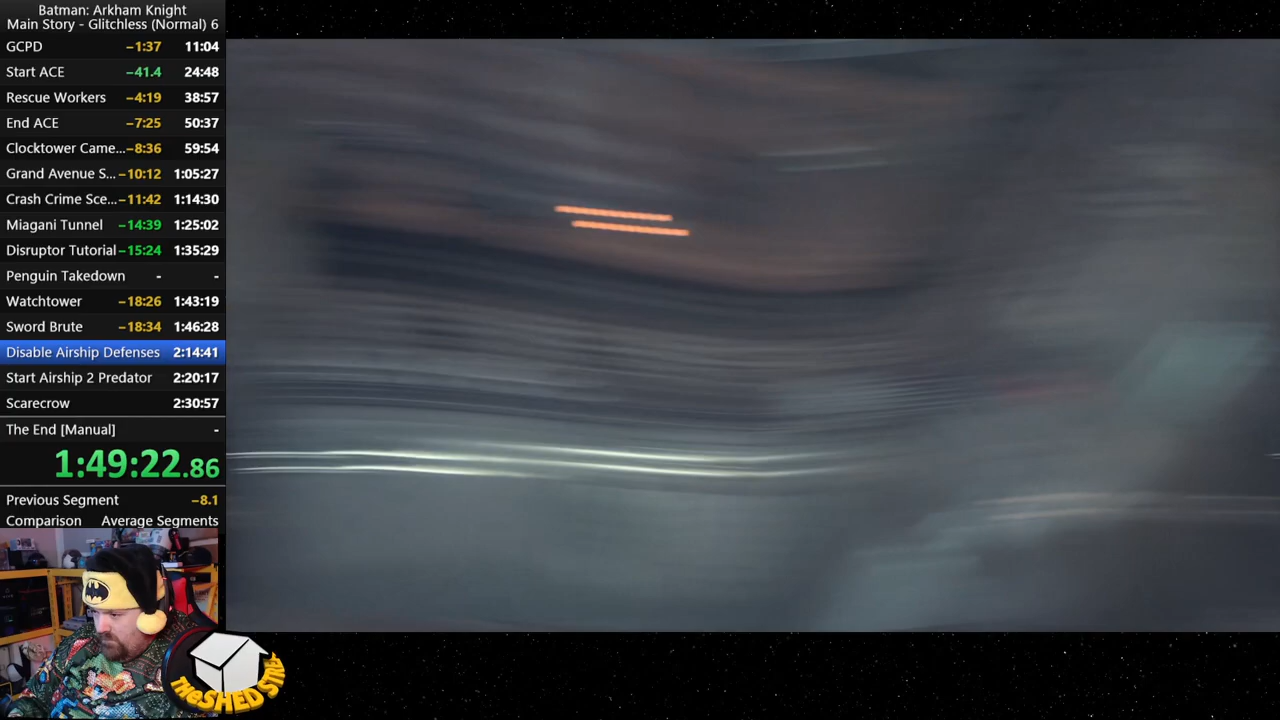 Batman: Arkham Knight
Main Story - Glitchless (Normal) 6
GCPD −1:37 11:04
Start ACE −41.4 24:48
Rescue Workers −4:19 38:57
End ACE −7:25 50:37
Clocktower Came... −8:36 59:54
Grand Avenue S... −10:12 1:05:27
Crash Crime Sce... −11:42 1:14:30
Miagani Tunnel −14:39 1:25:02
Disruptor Tutorial −15:24 1:35:29
Penguin Takedown - -
Watchtower −18:26 1:43:19
Sword Brute −18:34 1:46:28
Disable Airship Defenses 2:14:41
Start Airship 2 Predator 2:20:17
Scarecrow 2:30:57
The End [Manual] -
1:49:22.86
Previous Segment −8.1
Comparison Average Segments
THE SHED